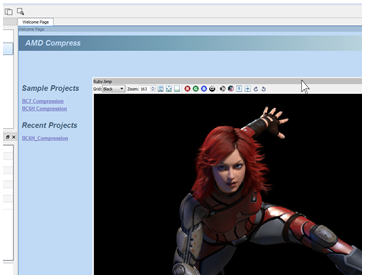 Welcome Page
Welcome Page
AMD Compress
Sample Projects
BC7 Compression
BC6H Compression
Recent Projects
BC6H_Compression
Ruby.bmp
Grid: Black Zoom: 163